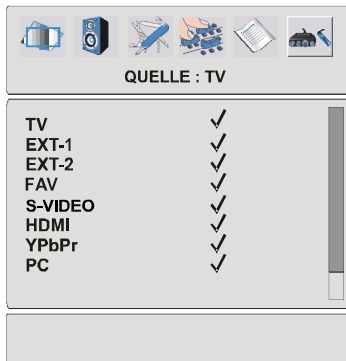 QUELLE : TV
TV ✓
EXT-1 ✓
EXT-2 ✓
FAV ✓
S-VIDEO ✓
HDMI ✓
YPbPr ✓
PC ✓